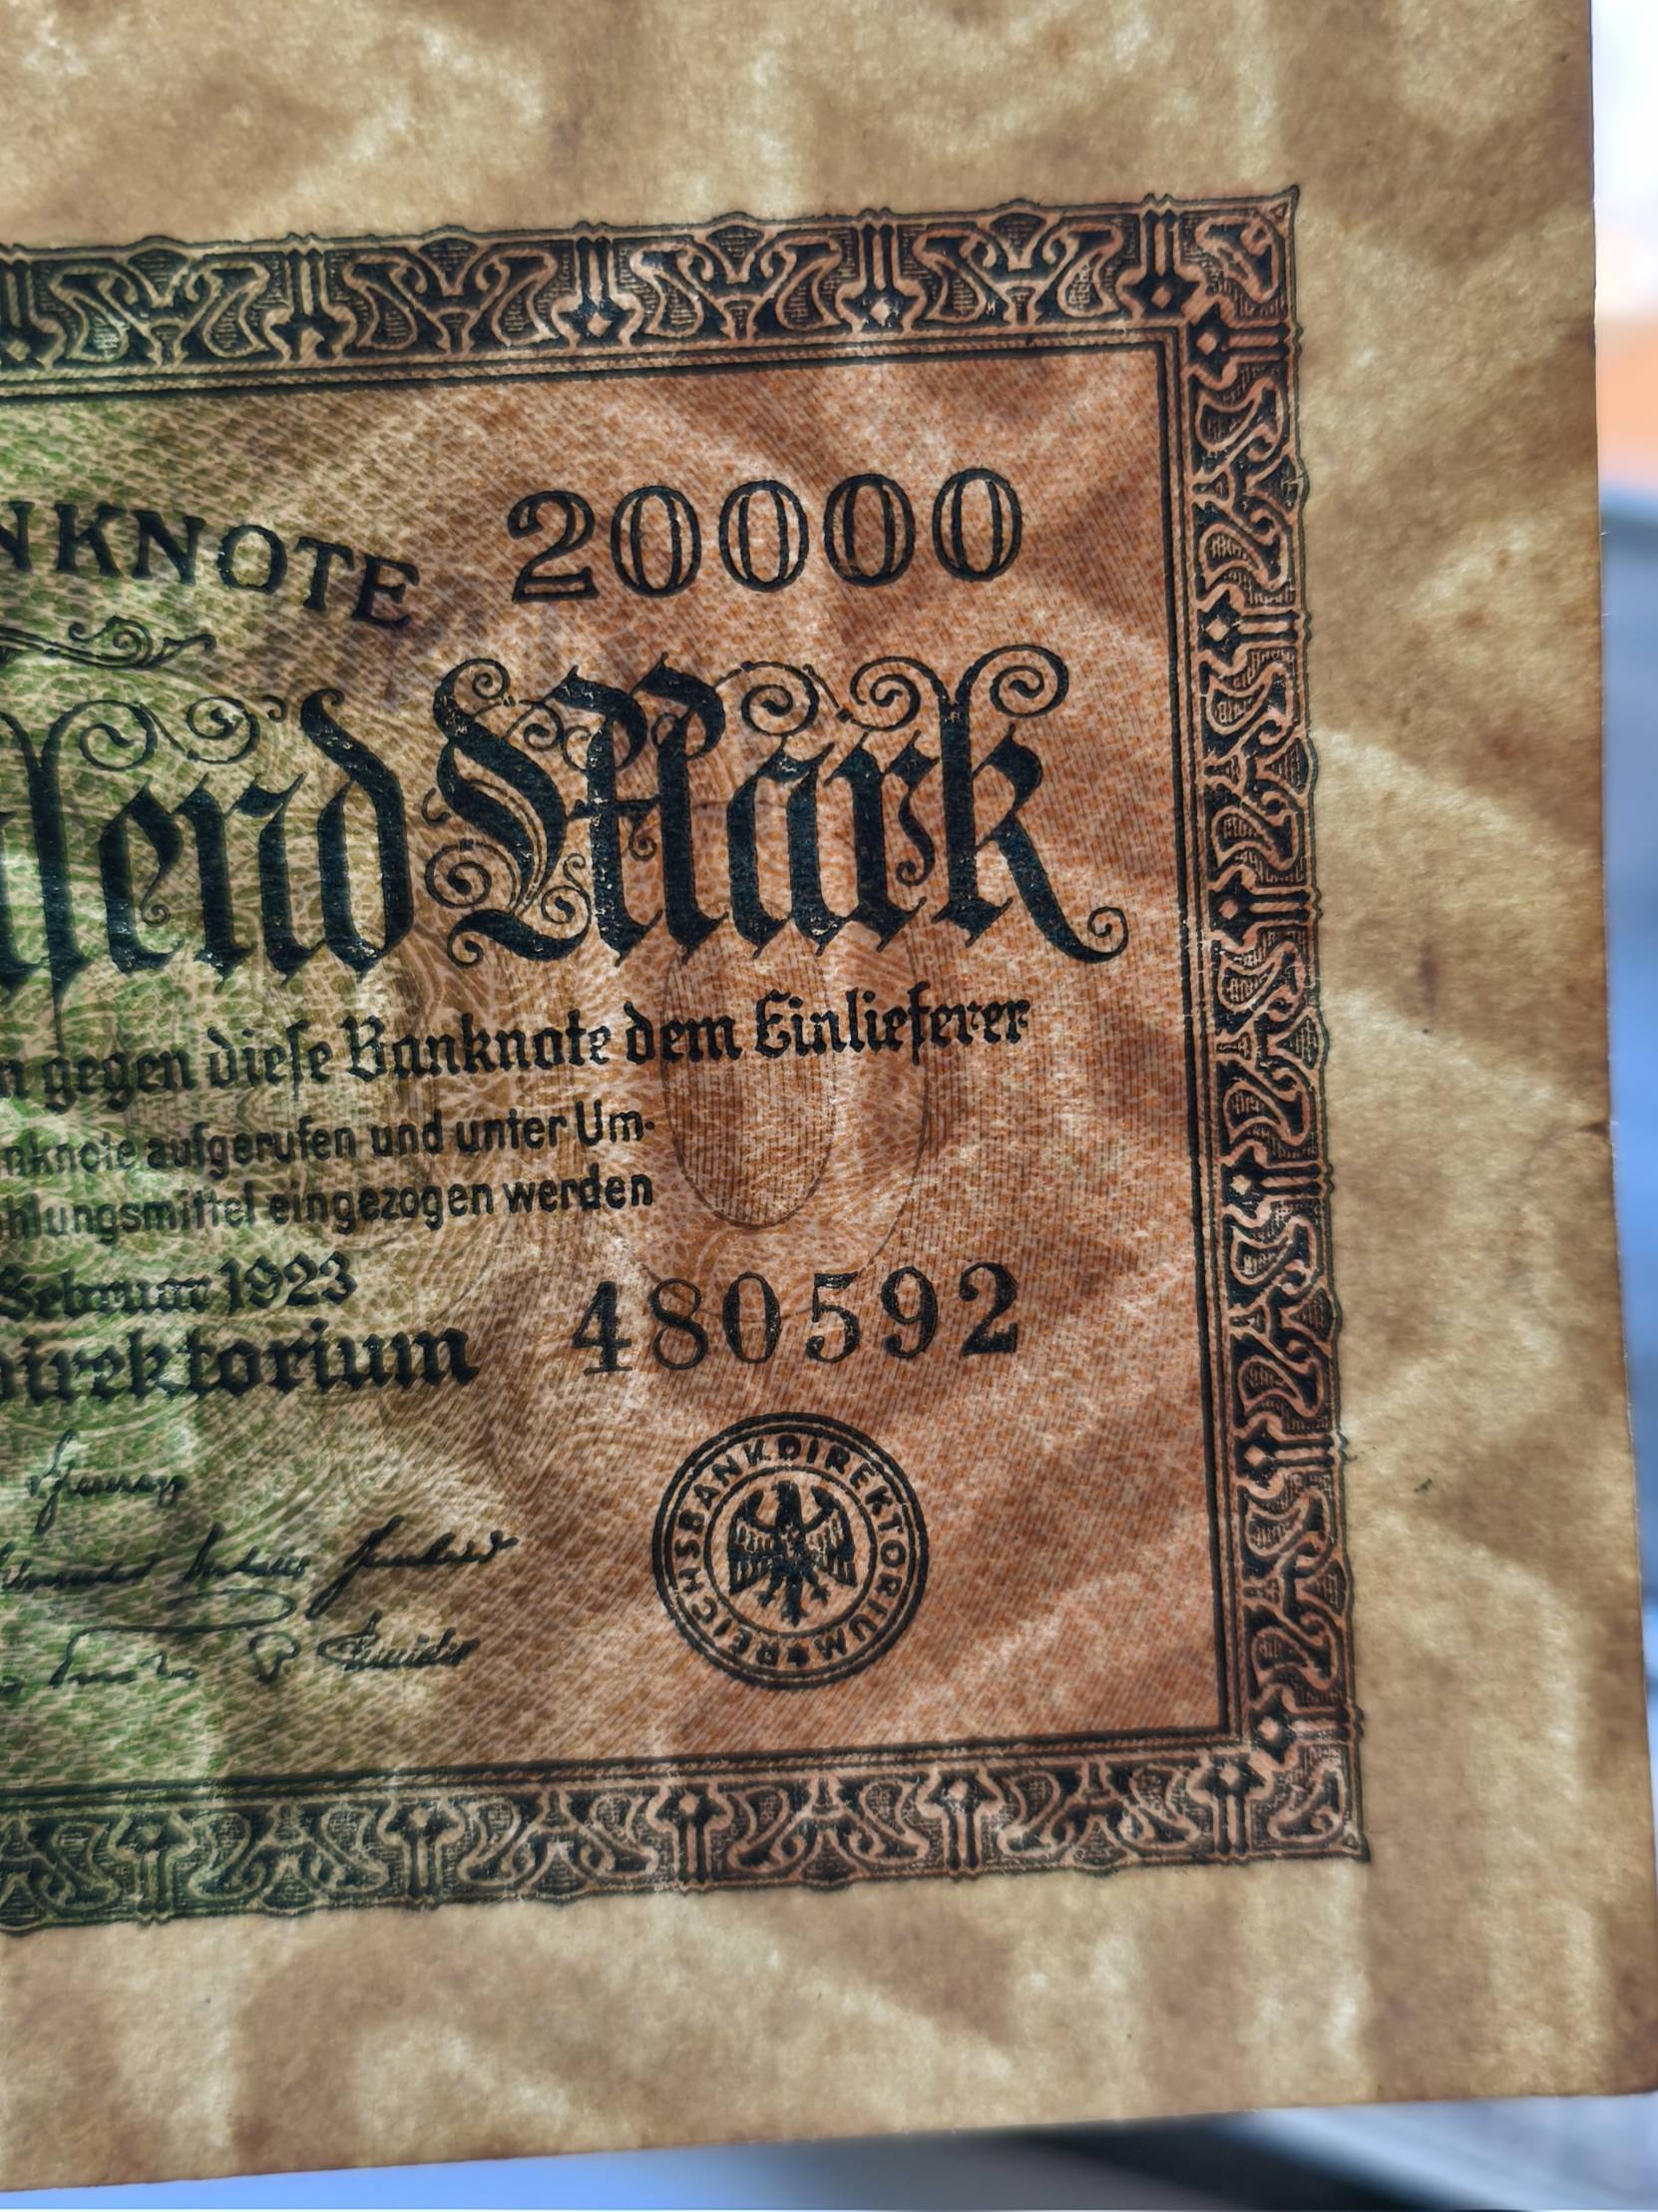 NKNOTE 20000
ſend Mark
n gegen dieſe Banknote dem Einlieferer
nknote aufgerufen und unter Um-
hlungsmittel eingezogen werden
Februar 1923
direktorium 480592
REICHSBANKDIREKTORIUM